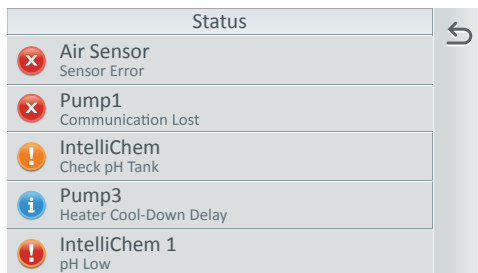 Status
Air Sensor
Sensor Error
Pump1
Communication Lost
IntelliChem
Check pH Tank
Pump3
Heater Cool-Down Delay
IntelliChem 1
pH Low